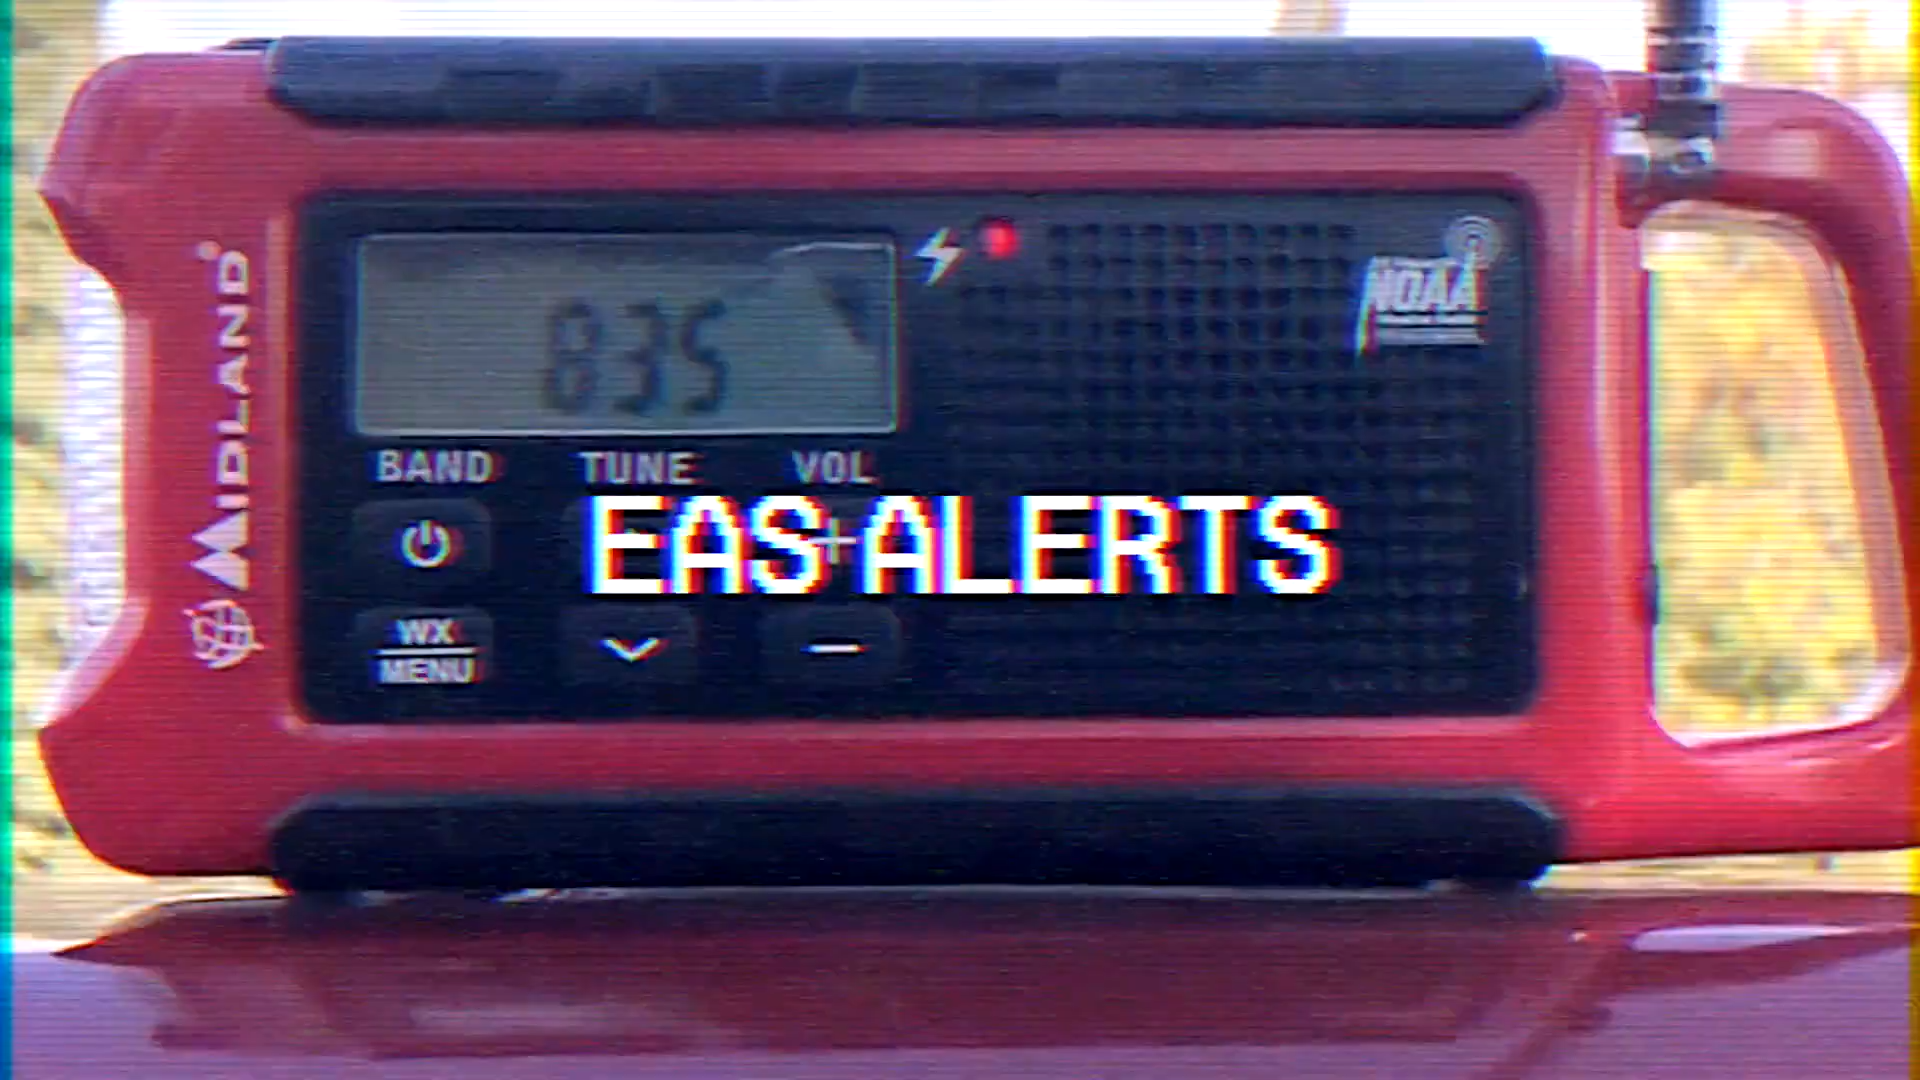 MIDLAND
835
NOAA
BAND TUNE VOL
EAS ALERTS
WX
MENU